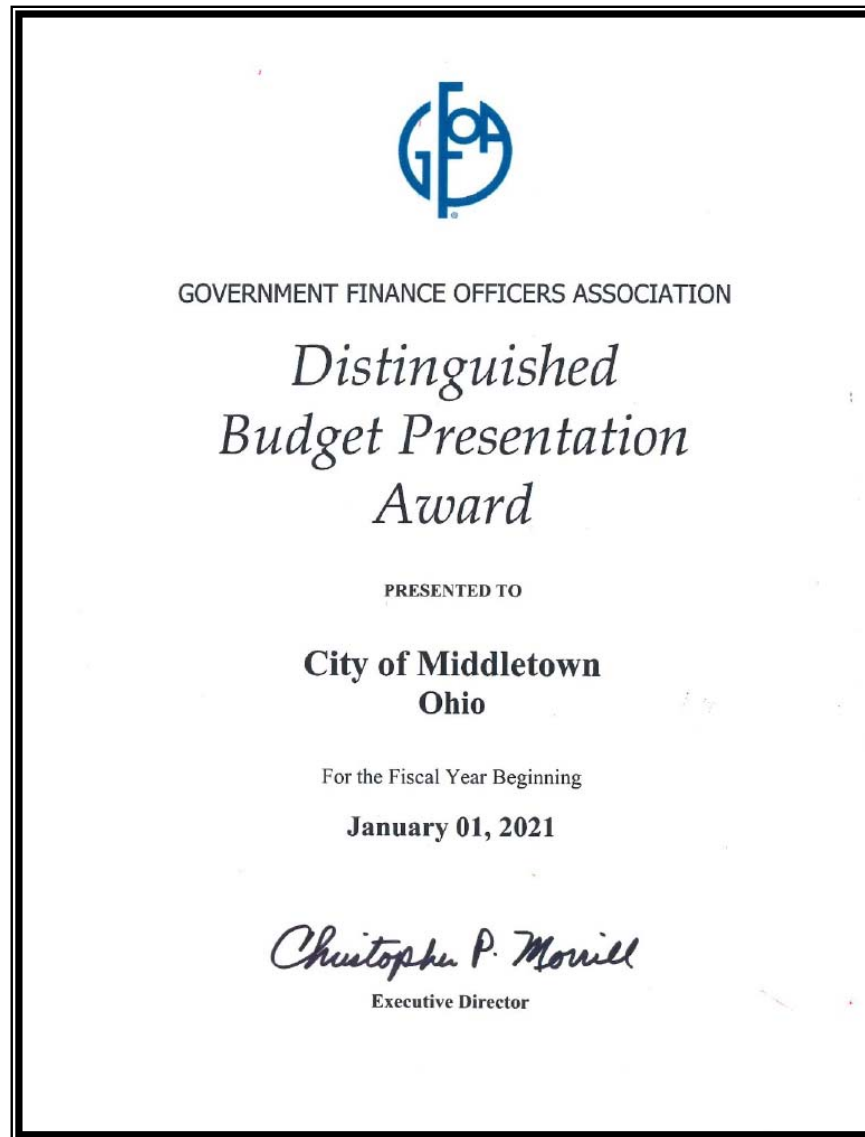 GFOA
GOVERNMENT FINANCE OFFICERS ASSOCIATION
Distinguished
Budget Presentation
Award
PRESENTED TO
City of Middletown
Ohio
For the Fiscal Year Beginning
January 01, 2021
Christopher P. Morrill
Executive Director